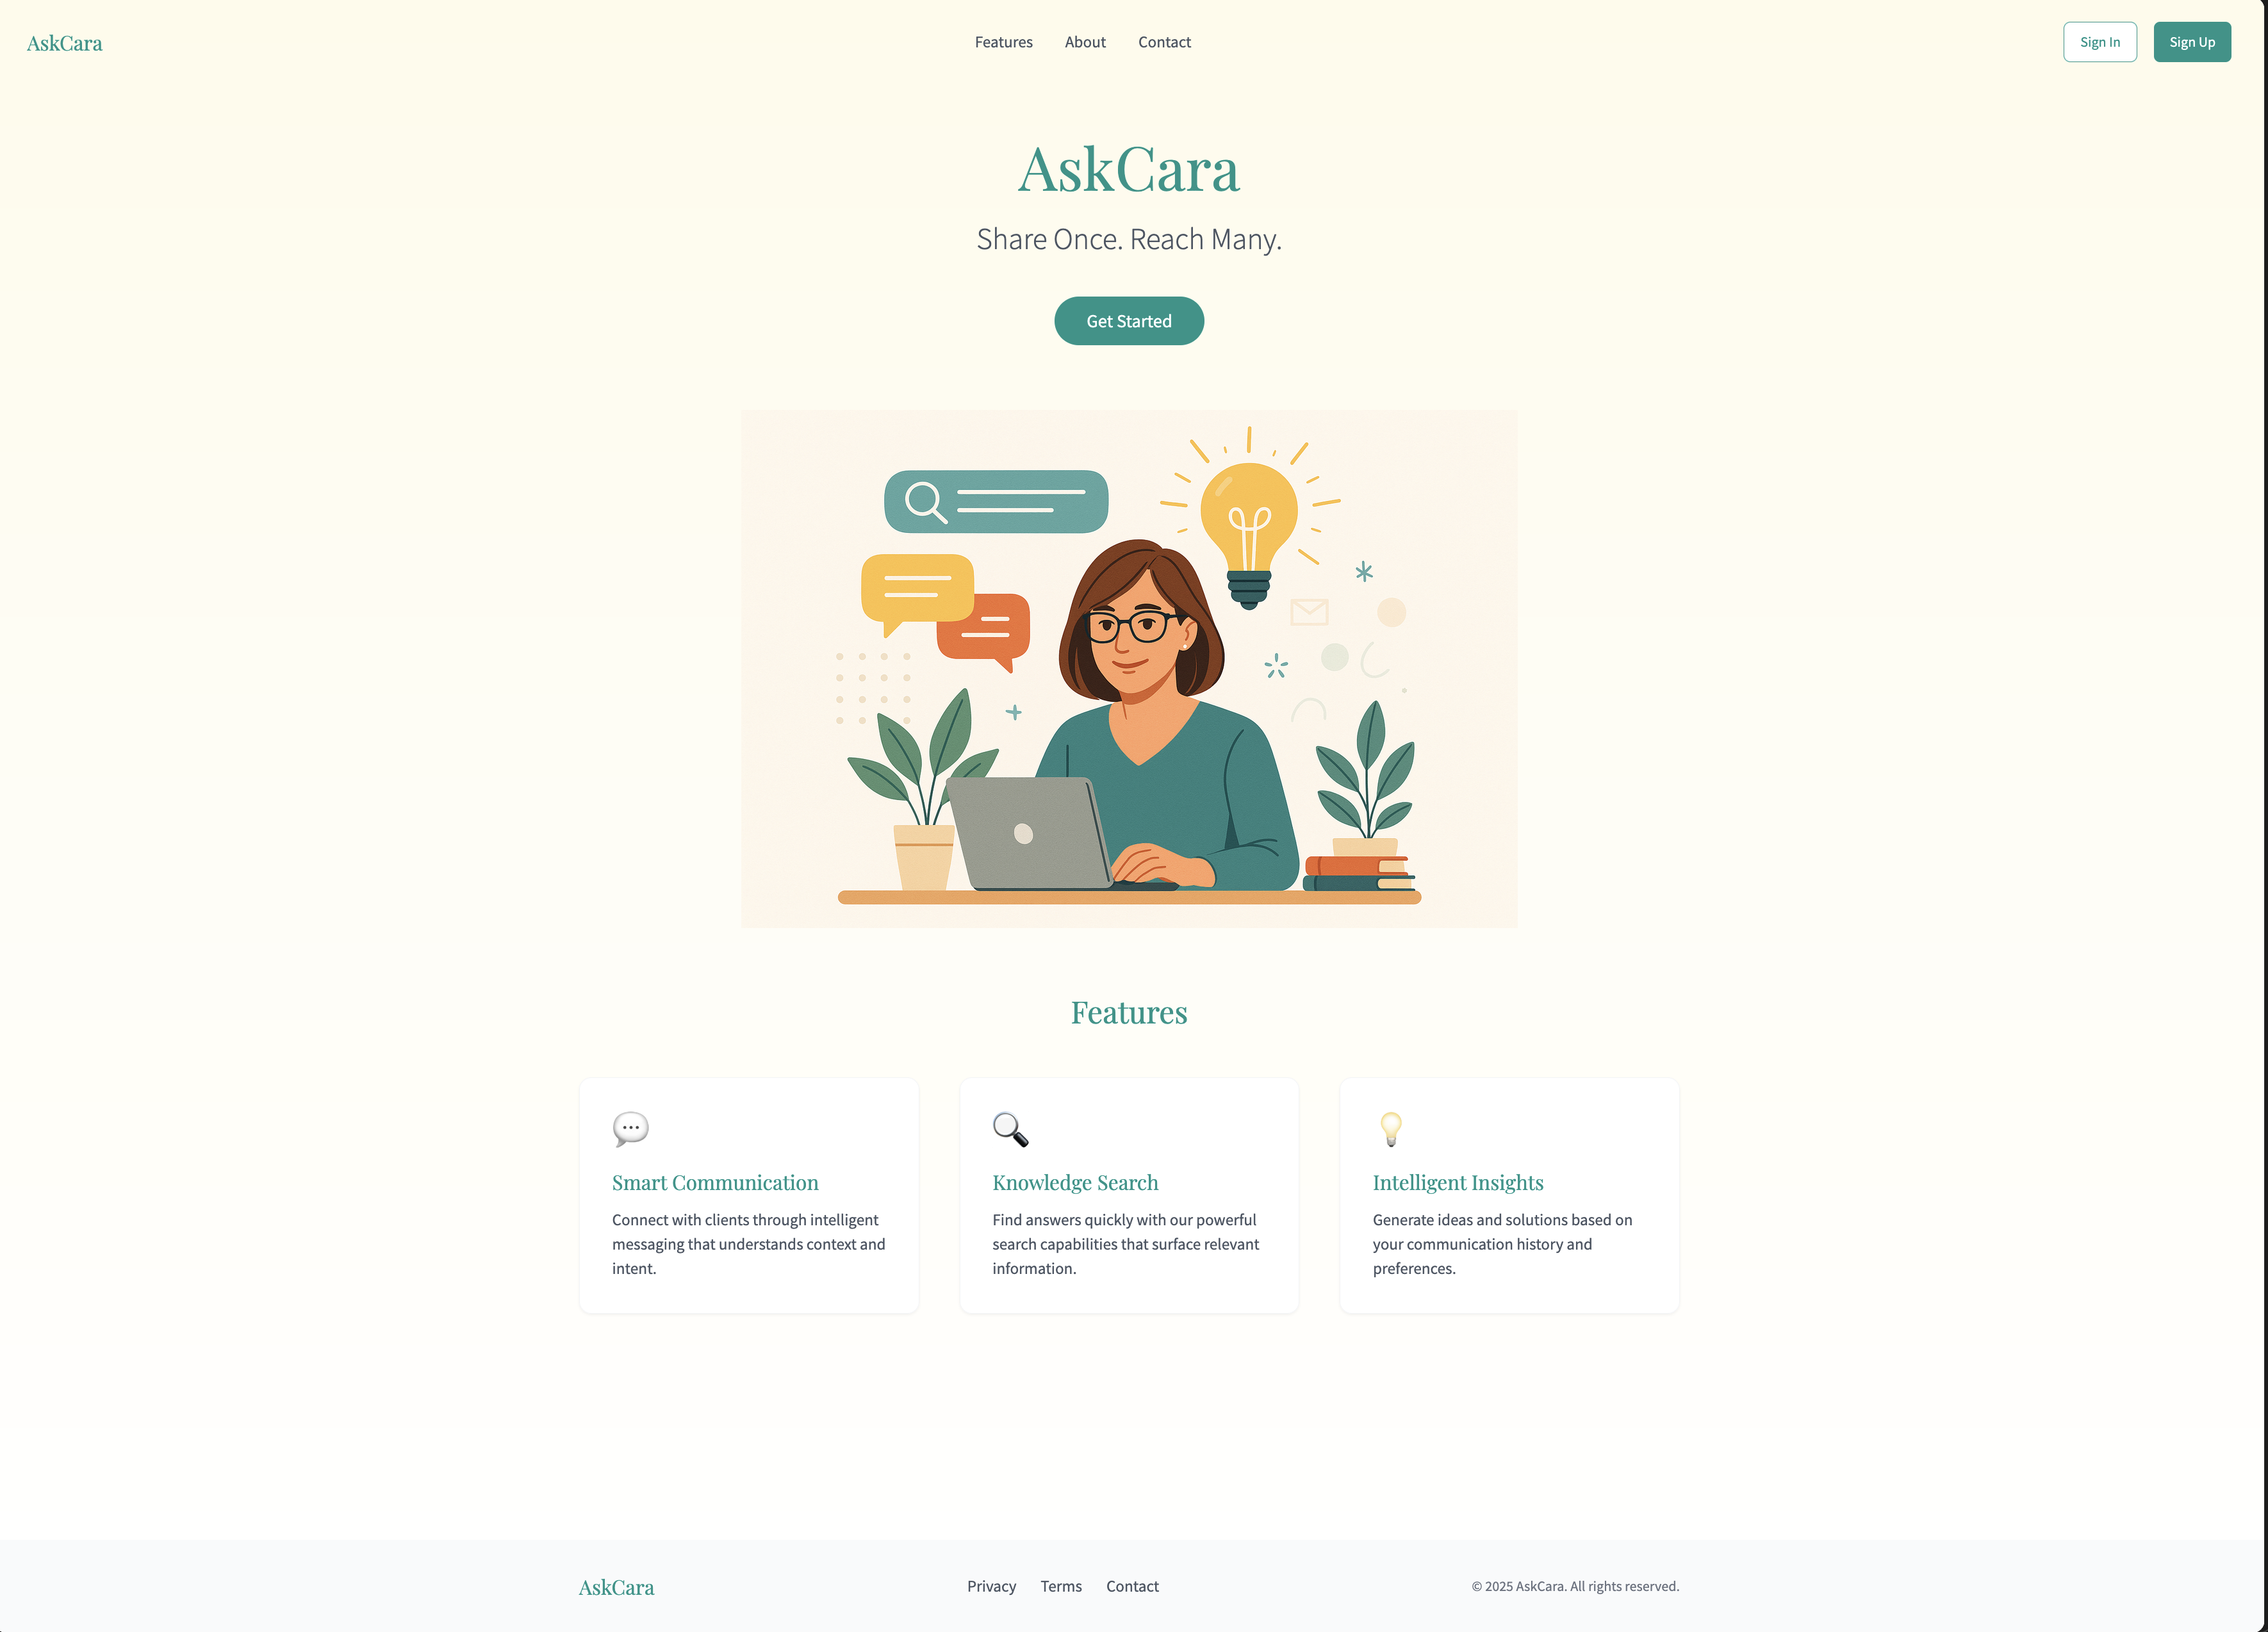 AskCara
Features
About
Contact
Sign In
Sign Up
AskCara
Share Once. Reach Many.
Get Started
Features
Smart Communication
Connect with clients through intelligent
messaging that understands context and
intent.
Knowledge Search
Find answers quickly with our powerful
search capabilities that surface relevant
information.
Intelligent Insights
Generate ideas and solutions based on
your communication history and
preferences.
AskCara
Privacy
Terms
Contact
© 2025 AskCara. All rights reserved.